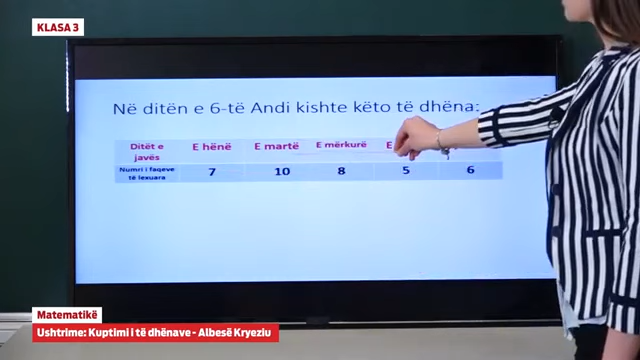 KLASA 3
Në ditën e 6-të Andi kishte këto të dhëna:
Ditët e javës E hënë E martë E mërkurë E
Numri i faqeve të lexuara 7 10 8 5 6
Matematikë
Ushtrime: Kuptimi i të dhënave - Albesë Kryeziu